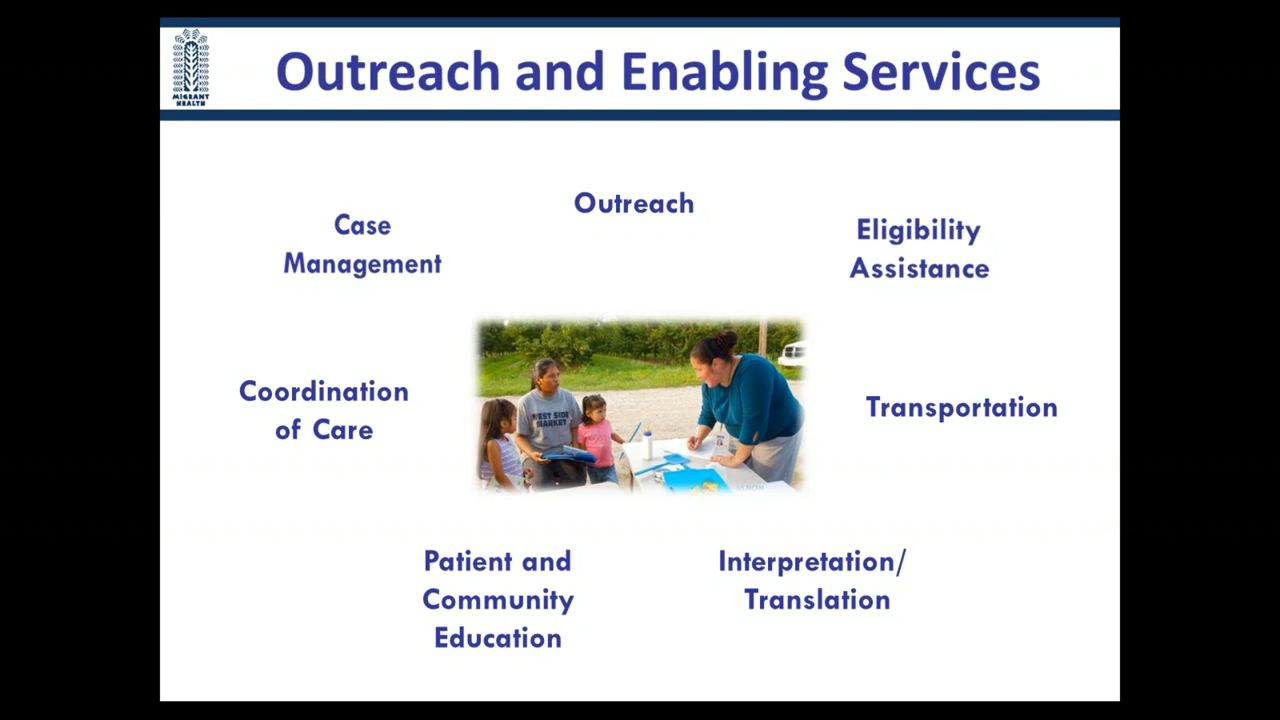 MIGRANT
HEALTH
Outreach and Enabling Services
Outreach
Case
Management
Eligibility
Assistance
Coordination
of Care
WEST SIDE
MARKET
Transportation
Patient and
Community
Education
Interpretation/
Translation